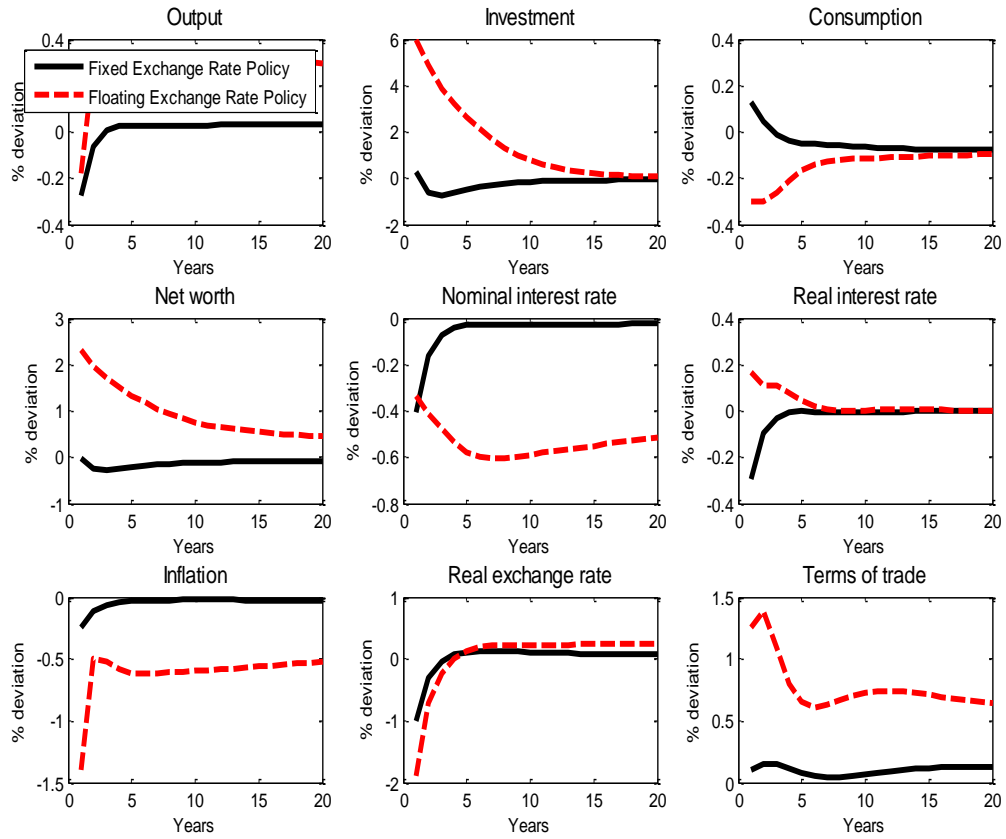 Output
Investment
Consumption
0.4
0.2
0
-0.2
-0.4
% deviation
Fixed Exchange Rate Policy
Floating Exchange Rate Policy
0 5 10 15 20
Years
6
4
2
0
-2
% deviation
0 5 10 15 20
Years
0.4
0.2
0
-0.2
-0.4
% deviation
0 5 10 15 20
Years
Net worth
Nominal interest rate
Real interest rate
3
2
1
0
-1
% deviation
0 5 10 15 20
Years
0
-0.2
-0.4
-0.6
-0.8
% deviation
0 5 10 15 20
Years
0.4
0.2
0
-0.2
-0.4
% deviation
0 5 10 15 20
Years
Inflation
Real exchange rate
Terms of trade
0
-0.5
-1
-1.5
% deviation
0 5 10 15 20
Years
1
0
-1
-2
% deviation
0 5 10 15 20
Years
1.5
1
0.5
0
% deviation
0 5 10 15 20
Years